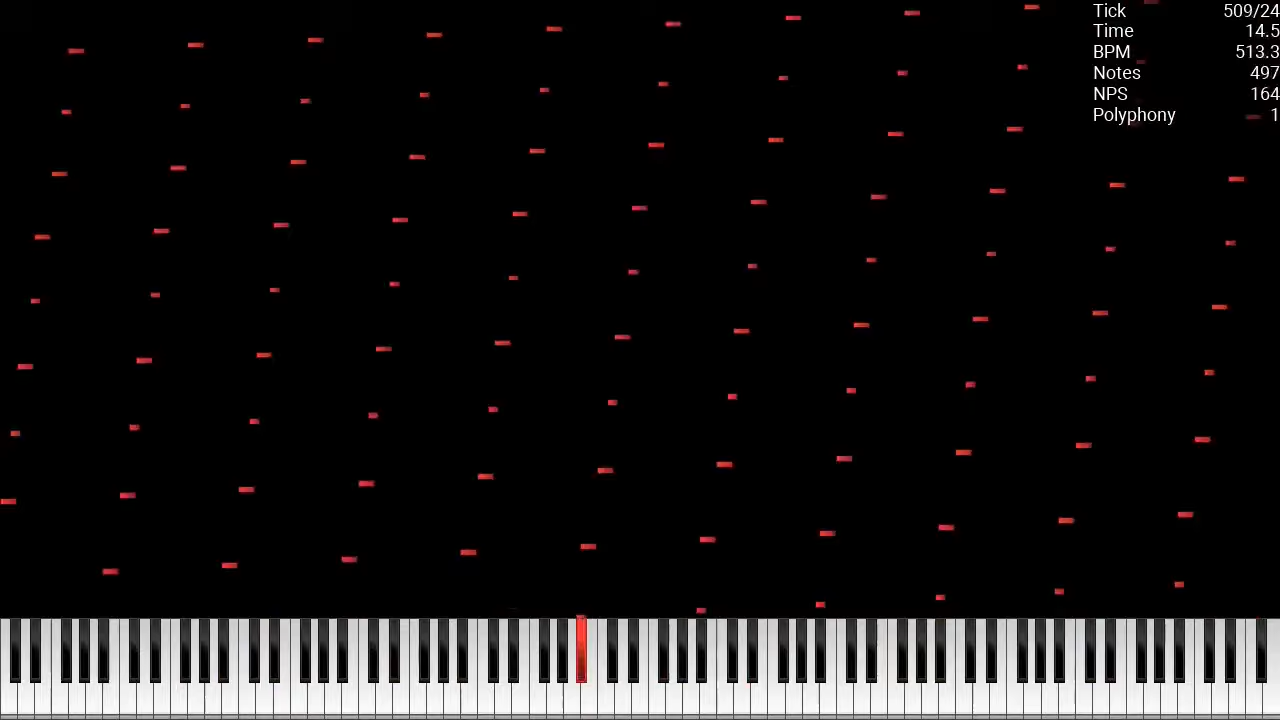 Tick 509/24
Time 14.5
BPM 513.3
Notes 497
NPS 164
Polyphony 1